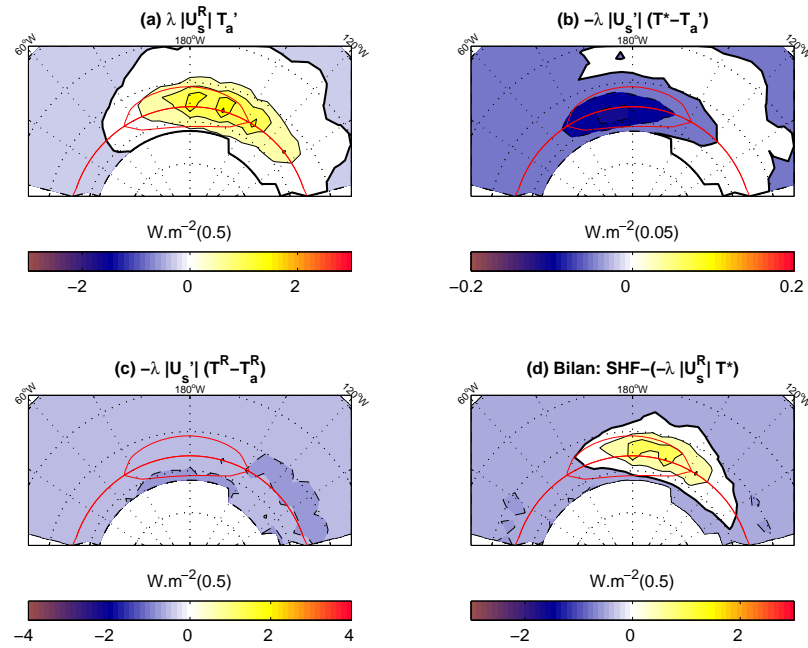 (a) λ |U_s^R| T_a'
60°W 180°W 120°W
W.m⁻²(0.5)
−2 0 2
(b) −λ |U_s'| (T*−T_a')
60°W 180°W 120°W
W.m⁻²(0.05)
−0.2 0 0.2
(c) −λ |U_s'| (T^R−T_a^R)
60°W 180°W 120°W
W.m⁻²(0.5)
−4 −2 0 2 4
(d) Bilan: SHF−(−λ |U_s^R| T*)
60°W 180°W 120°W
W.m⁻²(0.5)
−2 0 2